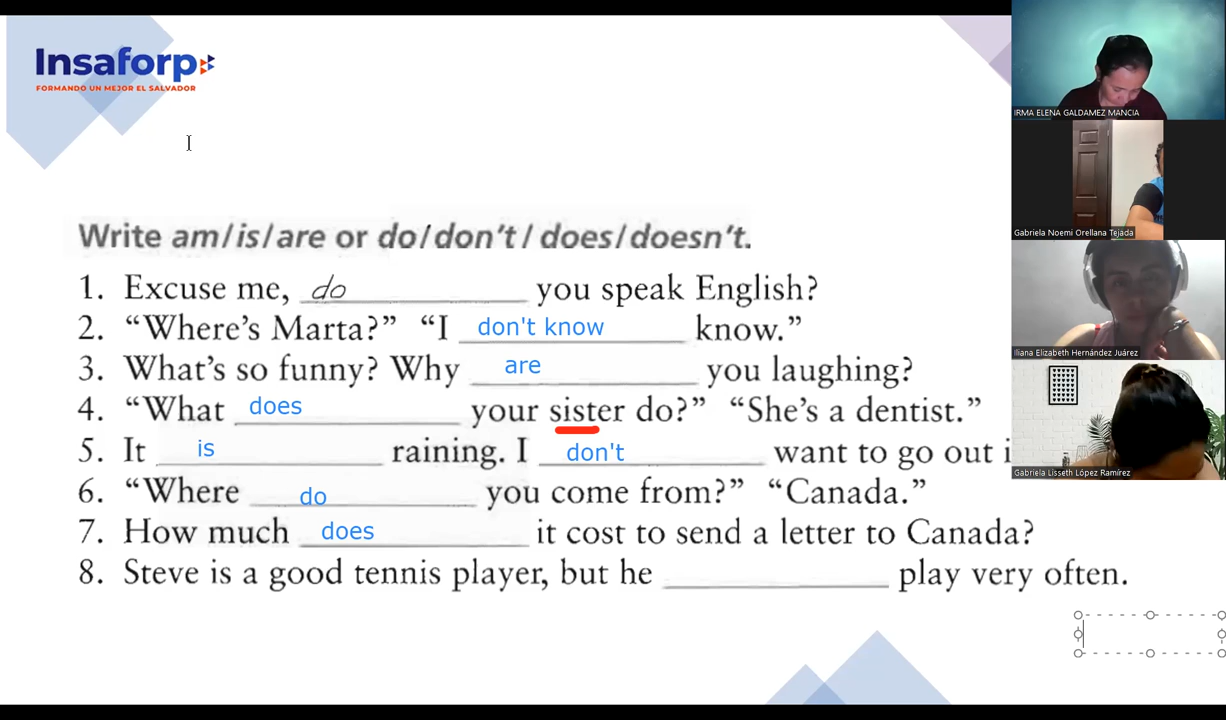 Insaforp
FORMANDO UN MEJOR EL SALVADOR
Write am/is/are or do/don't/does/doesn't.
1. Excuse me, do you speak English?
2. “Where's Marta?” “I don't know know.”
3. What's so funny? Why are you laughing?
4. “What does your sister do?” “She's a dentist.”
5. It is raining. I don't want to go out i
6. “Where do you come from?” “Canada.”
7. How much does it cost to send a letter to Canada?
8. Steve is a good tennis player, but he ____________ play very often.
IRMA ELENA GALDAMEZ MANCIA
Gabriela Noemi Orellana Tejada
Iliana Elizabeth Hernández Juárez
Gabriela Lisseth López Ramírez